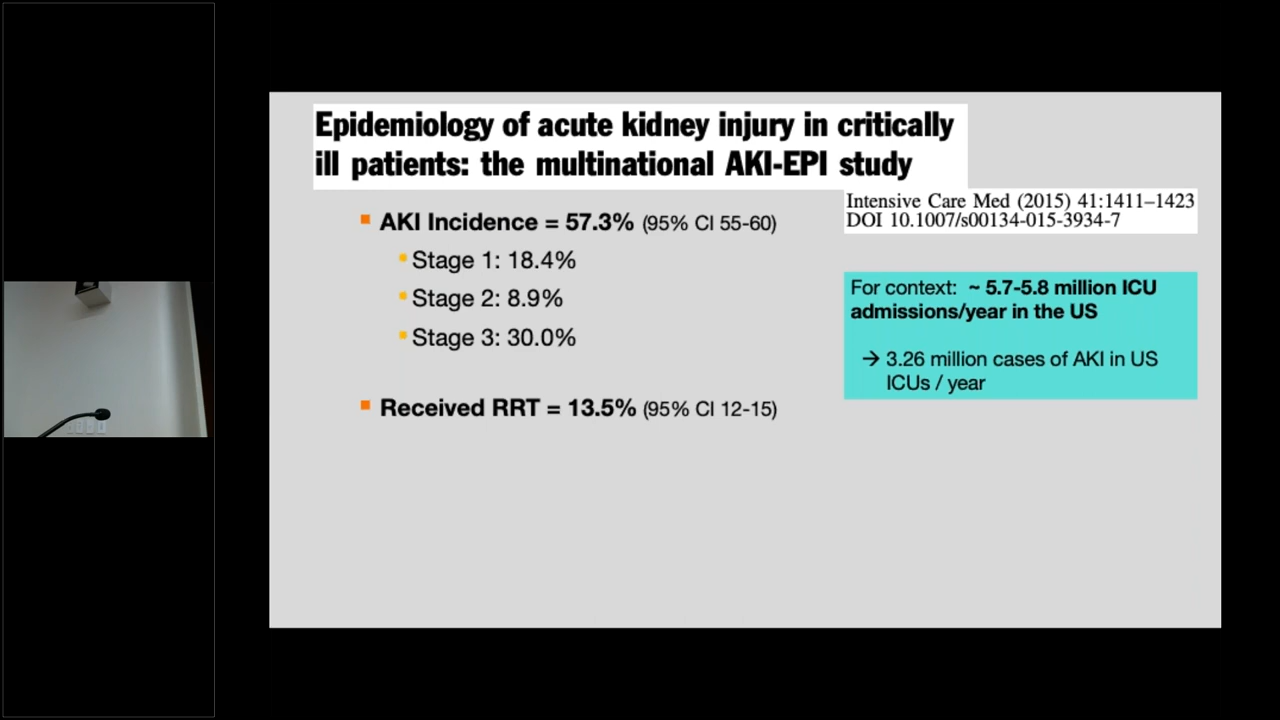 Epidemiology of acute kidney injury in critically
ill patients: the multinational AKI-EPI study
Intensive Care Med (2015) 41:1411–1423
DOI 10.1007/s00134-015-3934-7
AKI Incidence = 57.3% (95% CI 55-60)
Stage 1: 18.4%
Stage 2: 8.9%
Stage 3: 30.0%
Received RRT = 13.5% (95% CI 12-15)
For context: ~ 5.7-5.8 million ICU
admissions/year in the US
→ 3.26 million cases of AKI in US
ICUs / year